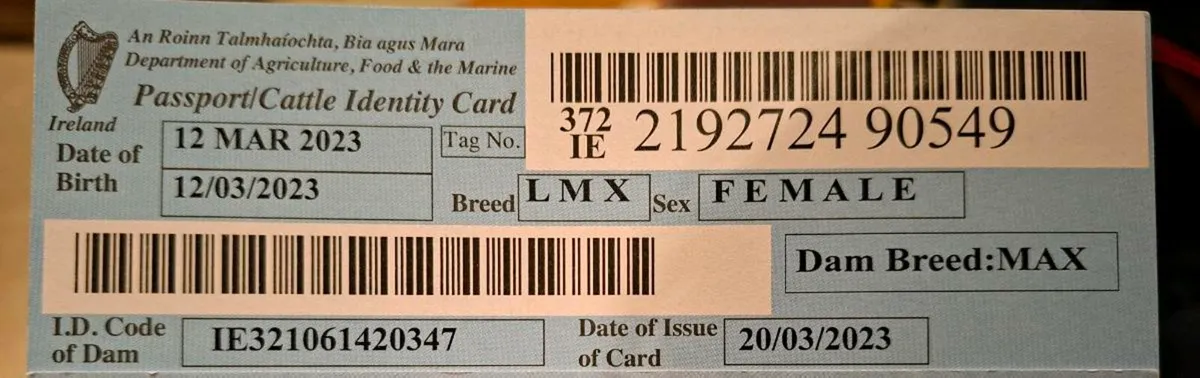 An Roinn Talmhaíochta, Bia agus Mara
Department of Agriculture, Food & the Marine
Passport/Cattle Identity Card
Ireland
Date of Birth
12 MAR 2023
12/03/2023
Tag No.
372 IE 2192724 90549
Breed LMX Sex FEMALE
Dam Breed:MAX
I.D. Code of Dam
IE321061420347
Date of Issue of Card
20/03/2023